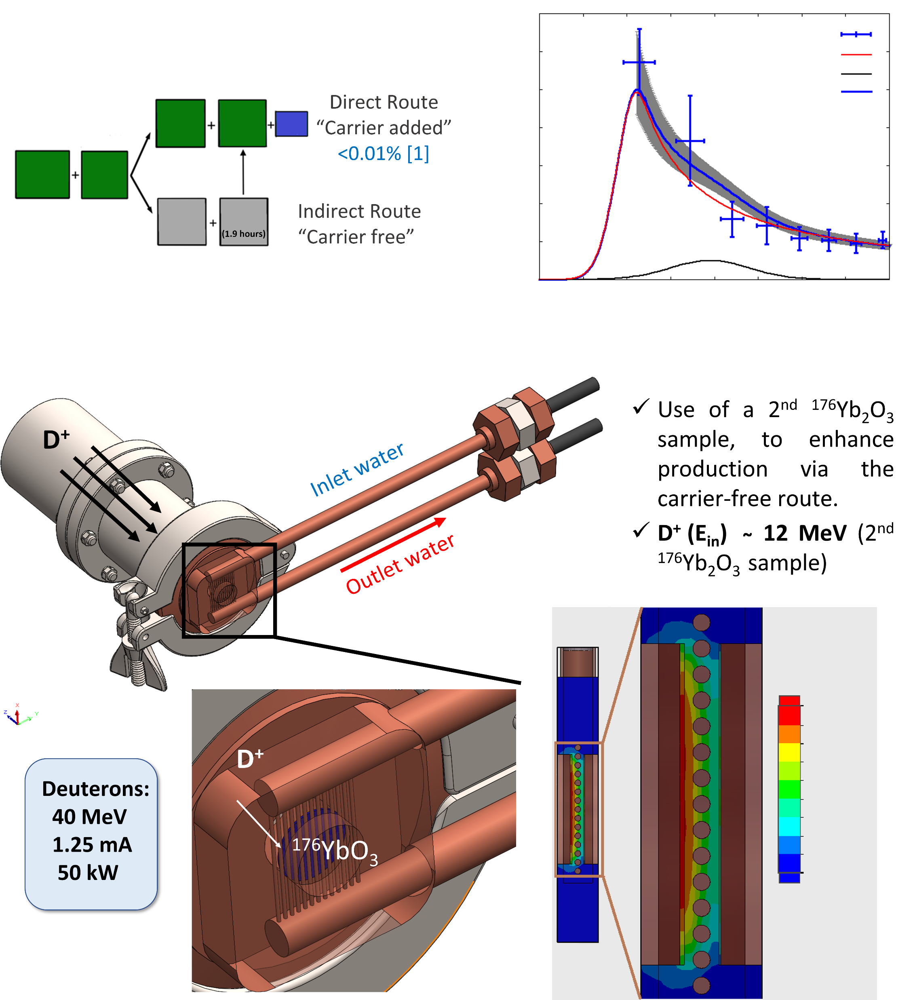 Direct Route
“Carrier added”
<0.01% [1]
+
+
+
(1.9 hours)
+
Indirect Route
“Carrier free”
D⁺
Inlet water
Outlet water
✓ Use of a 2ⁿᵈ ¹⁷⁶Yb₂O₃
sample, to enhance
production via the
carrier-free route.
✓ D⁺ (Eᵢₙ) ~ 12 MeV (2ⁿᵈ
¹⁷⁶Yb₂O₃ sample)
X
Z
Y
Deuterons:
40 MeV
1.25 mA
50 kW
D⁺
¹⁷⁶YbO₃